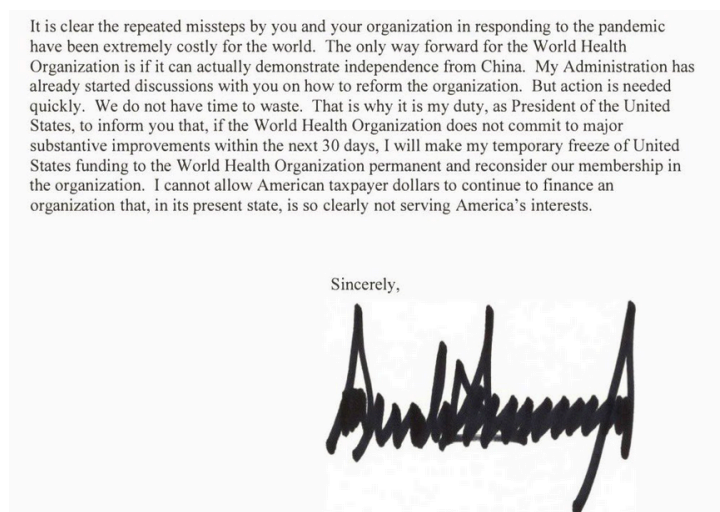 It is clear the repeated missteps by you and your organization in responding to the pandemic
have been extremely costly for the world.  The only way forward for the World Health
Organization is if it can actually demonstrate independence from China.  My Administration has
already started discussions with you on how to reform the organization.  But action is needed
quickly.  We do not have time to waste.  That is why it is my duty, as President of the United
States, to inform you that, if the World Health Organization does not commit to major
substantive improvements within the next 30 days, I will make my temporary freeze of United
States funding to the World Health Organization permanent and reconsider our membership in
the organization.  I cannot allow American taxpayer dollars to continue to finance an
organization that, in its present state, is so clearly not serving America’s interests.
Sincerely,